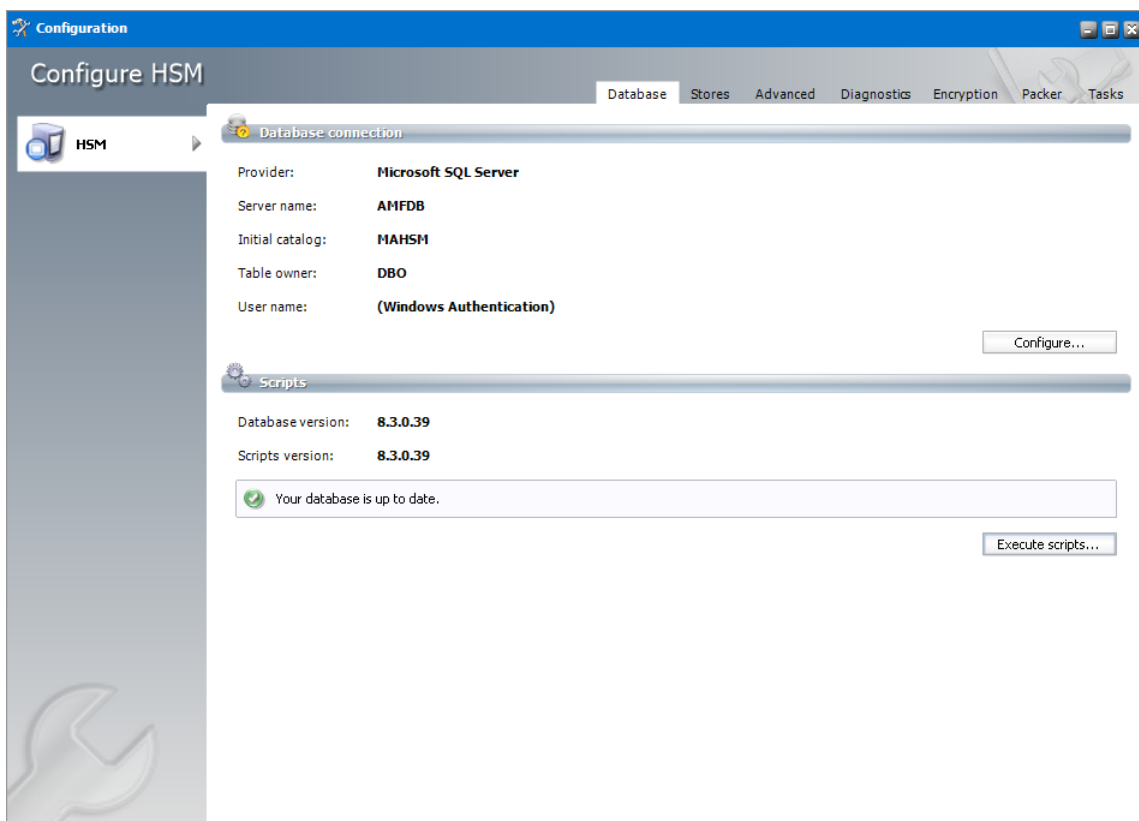 Configuration
Configure HSM
Database Stores Advanced Diagnostics Encryption Packer Tasks
HSM
Database connection
Provider: Microsoft SQL Server
Server name: AMFDB
Initial catalog: MAHSM
Table owner: DBO
User name: (Windows Authentication)
Configure...
Scripts
Database version: 8.3.0.39
Scripts version: 8.3.0.39
Your database is up to date.
Execute scripts...